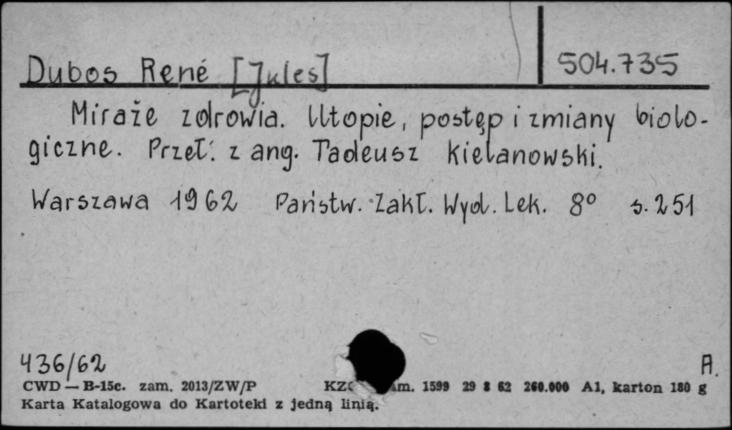 Dubos René [Jules]
504.735
Miraże zdrowia. Utopie, postęp i zmiany biolo-
giczne. Przeł. z ang. Tadeusz Kielanowski.
Warszawa 1962 Państw. Zakł. Wyd. Lek. 8° s. 251
436/62
A.
CWD — B-15c. zam. 2013/ZW/P KZG 1599 29 8 62 260.000 A1, karton 180 g
Karta Katalogowa do Kartoteki z jedną linią.